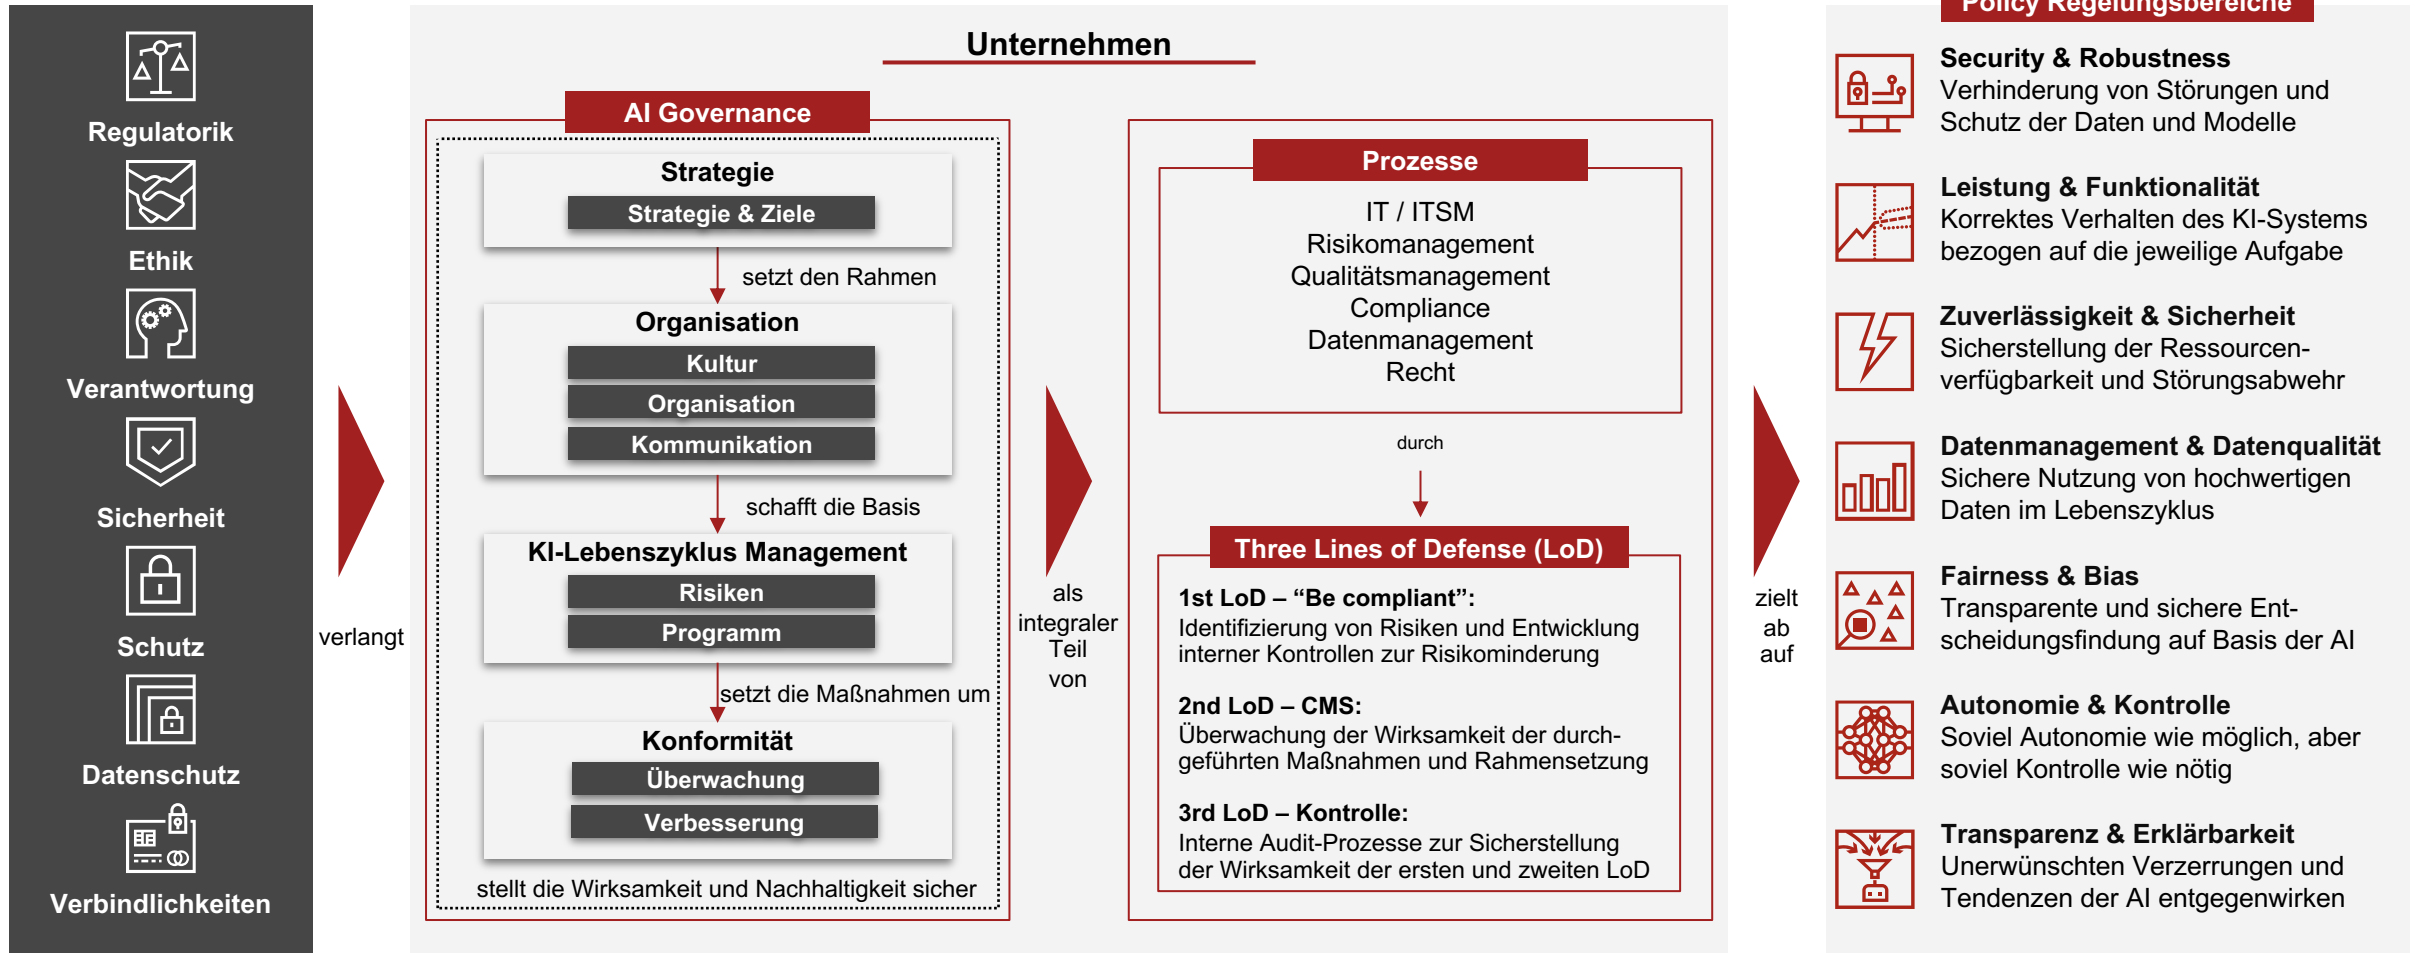 Regulatorik
Ethik
Verantwortung
Sicherheit
Schutz
Datenschutz
Verbindlichkeiten
verlangt
Unternehmen
AI Governance
Strategie
Strategie & Ziele
setzt den Rahmen
Organisation
Kultur
Organisation
Kommunikation
schafft die Basis
KI-Lebenszyklus Management
Risiken
Programm
setzt die Maßnahmen um
Konformität
Überwachung
Verbesserung
stellt die Wirksamkeit und Nachhaltigkeit sicher
als
integraler
Teil
von
Prozesse
IT / ITSM
Risikomanagement
Qualitätsmanagement
Compliance
Datenmanagement
Recht
durch
Three Lines of Defense (LoD)
1st LoD – “Be compliant”:
Identifizierung von Risiken und Entwicklung
interner Kontrollen zur Risikominderung
2nd LoD – CMS:
Überwachung der Wirksamkeit der durch-
geführten Maßnahmen und Rahmensetzung
3rd LoD – Kontrolle:
Interne Audit-Prozesse zur Sicherstellung
der Wirksamkeit der ersten und zweiten LoD
zielt
ab
auf
Policy Regelungsbereiche
Security & Robustness
Verhinderung von Störungen und
Schutz der Daten und Modelle
Leistung & Funktionalität
Korrektes Verhalten des KI-Systems
bezogen auf die jeweilige Aufgabe
Zuverlässigkeit & Sicherheit
Sicherstellung der Ressourcen-
verfügbarkeit und Störungsabwehr
Datenmanagement & Datenqualität
Sichere Nutzung von hochwertigen
Daten im Lebenszyklus
Fairness & Bias
Transparente und sichere Ent-
scheidungsfindung auf Basis der AI
Autonomie & Kontrolle
Soviel Autonomie wie möglich, aber
soviel Kontrolle wie nötig
Transparenz & Erklärbarkeit
Unerwünschten Verzerrungen und
Tendenzen der AI entgegenwirken